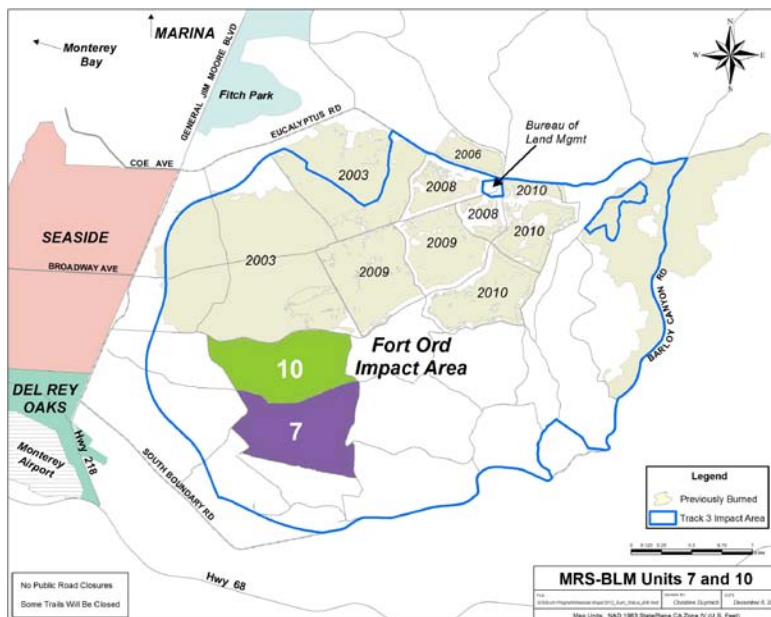 MARINA
Monterey
Bay
GENERAL JIM MOORE BLVD
Fitch Park
EUCALYPTUS RD
COE AVE
N
W
E
S
Bureau of
Land Mgmt
2006
2003
2008
2010
2008
2010
SEASIDE
BROADWAY AVE
2003
2009
2009
2010
BARLOY CANYON RD
Fort Ord
Impact Area
10
7
DEL REY
OAKS
Hwy 218
Monterey
Airport
SOUTH BOUNDARY RD
Hwy 68
Legend
Previously Burned
Track 3 Impact Area
No Public Road Closures
Some Trails Will Be Closed
MRS-BLM Units 7 and 10